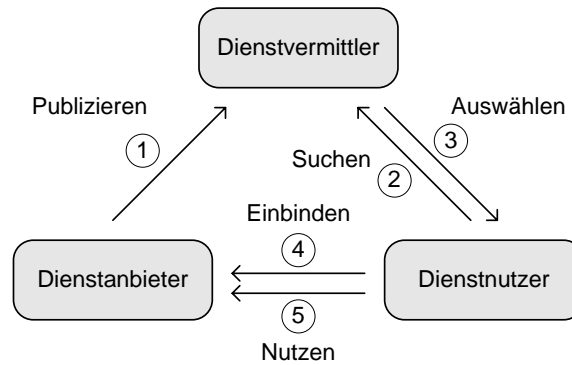 Dienstvermittler
Publizieren
1
Auswählen
3
Suchen
2
Einbinden
4
Dienstanbieter
Dienstnutzer
5
Nutzen